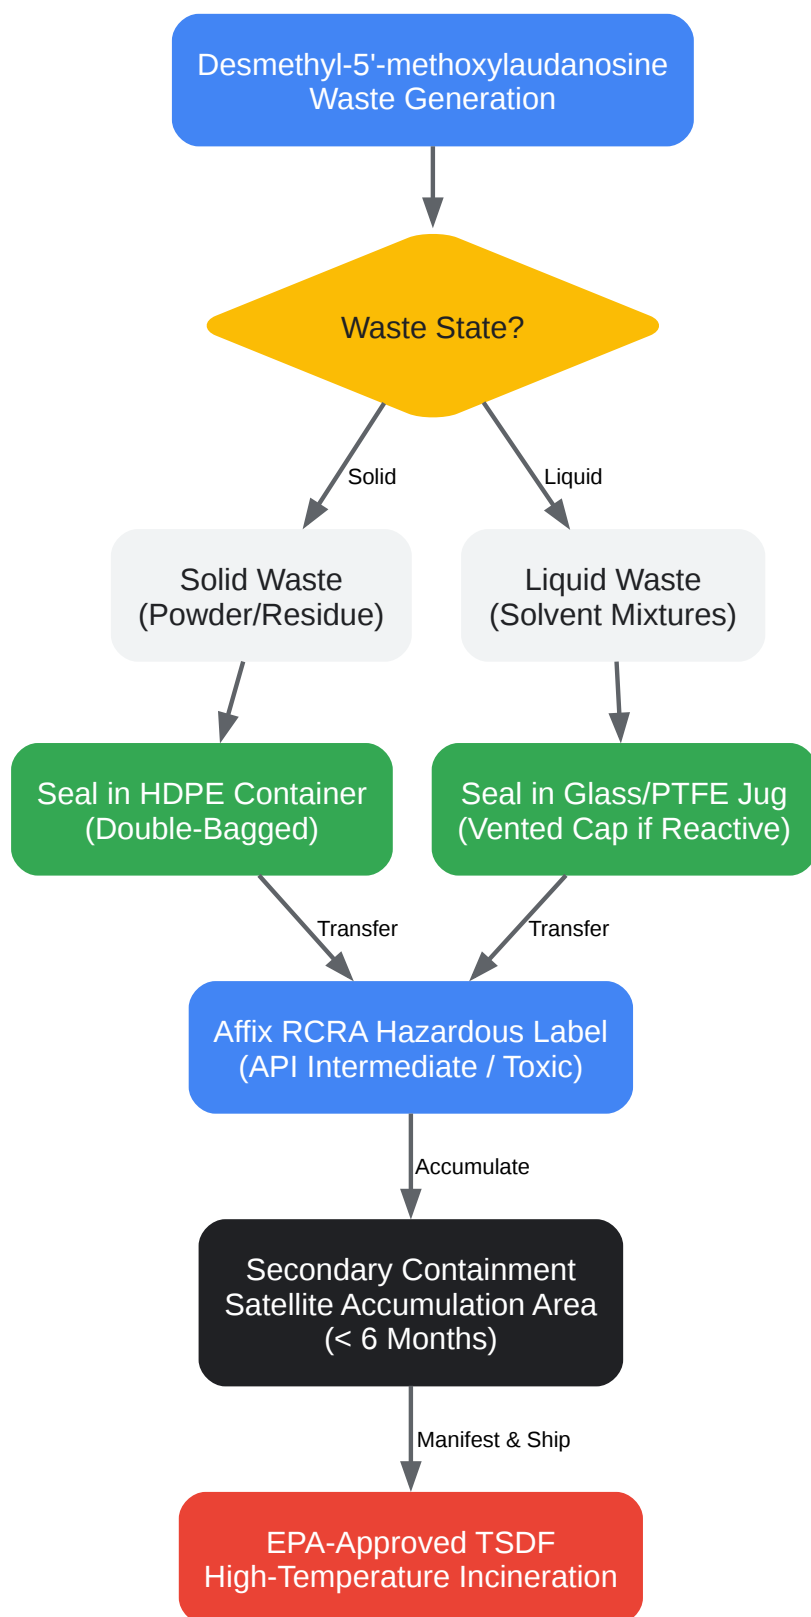 Desmethyl-5'-methoxylaudanosine
Waste Generation
Waste State?
Solid
Liquid
Solid Waste
(Powder/Residue)
Liquid Waste
(Solvent Mixtures)
Seal in HDPE Container
(Double-Bagged)
Seal in Glass/PTFE Jug
(Vented Cap if Reactive)
Transfer
Transfer
Affix RCRA Hazardous Label
(API Intermediate / Toxic)
Accumulate
Secondary Containment
Satellite Accumulation Area
(< 6 Months)
Manifest & Ship
EPA-Approved TSDF
High-Temperature Incineration